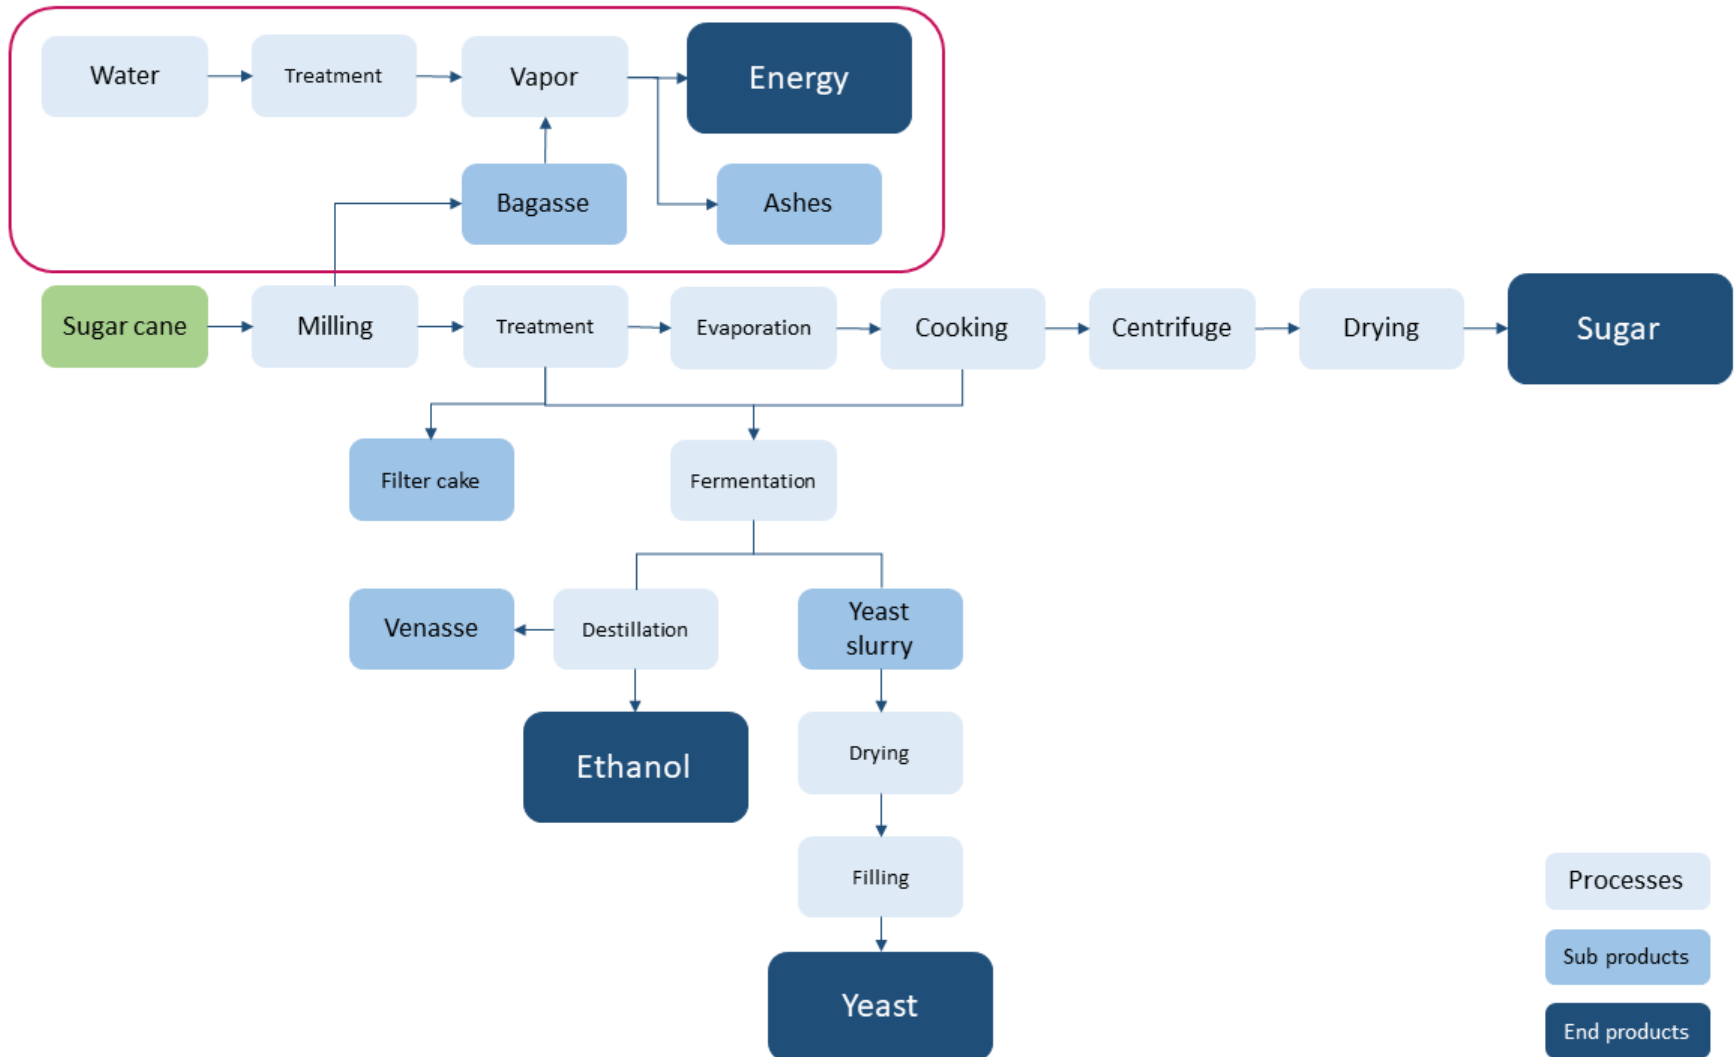 Water
Treatment
Vapor
Energy
Bagasse
Ashes
Sugar cane
Milling
Treatment
Evaporation
Cooking
Centrifuge
Drying
Sugar
Filter cake
Fermentation
Venasse
Destillation
Yeast
slurry
Ethanol
Drying
Filling
Yeast
Processes
Sub products
End products